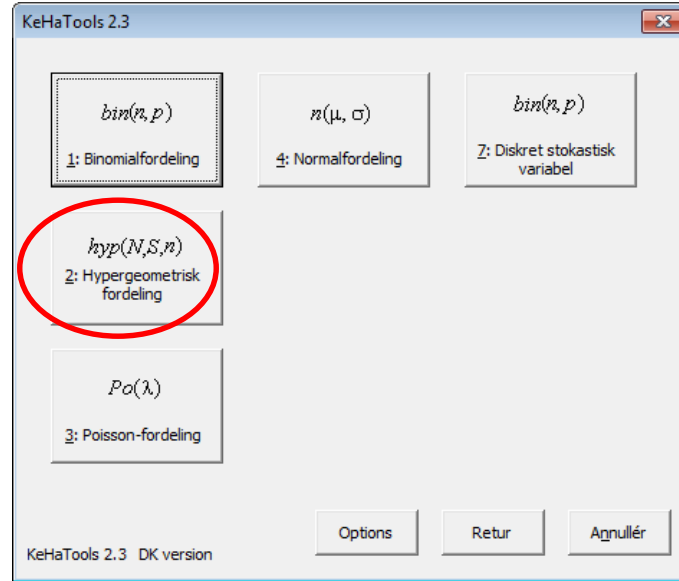 KeHaTools 2.3
bin(n, p)
1: Binomialfordeling
n(μ, σ)
4: Normalfordeling
bin(n, p)
7: Diskret stokastisk
variabel
hyp(N,S,n)
2: Hypergeometrisk
fordeling
Po(λ)
3: Poisson-fordeling
Options
Retur
Annullér
KeHaTools 2.3 DK version